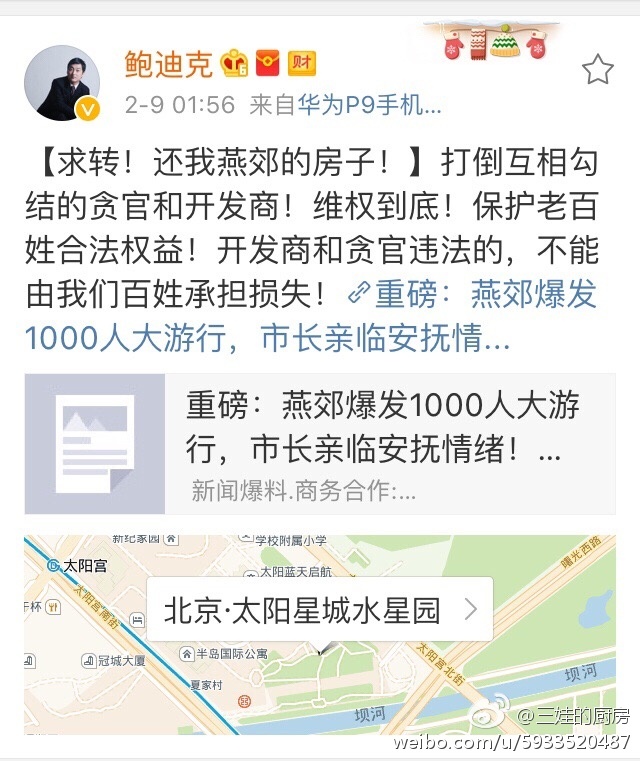 鲍迪克 6 财
2-9 01:56 来自华为P9手机...
【求转！还我燕郊的房子！】打倒互相勾
结的贪官和开发商！维权到底！保护老百
姓合法权益！开发商和贪官违法的，不能
由我们百姓承担损失！重磅：燕郊爆发
1000人大游行，市长亲临安抚情...
重磅：燕郊爆发1000人大游
行，市长亲临安抚情绪！...
新闻爆料.商务合作:...
新纪家园
学校附属小学
太阳宫
太阳蓝天启航
曙光西路
太阳宫南街
北京·太阳星城水星园
冠城大厦
半岛国际公寓
太阳宫北街
夏家村
坝河
坝河
@三娃的厨房
weibo.com/u/5933520487